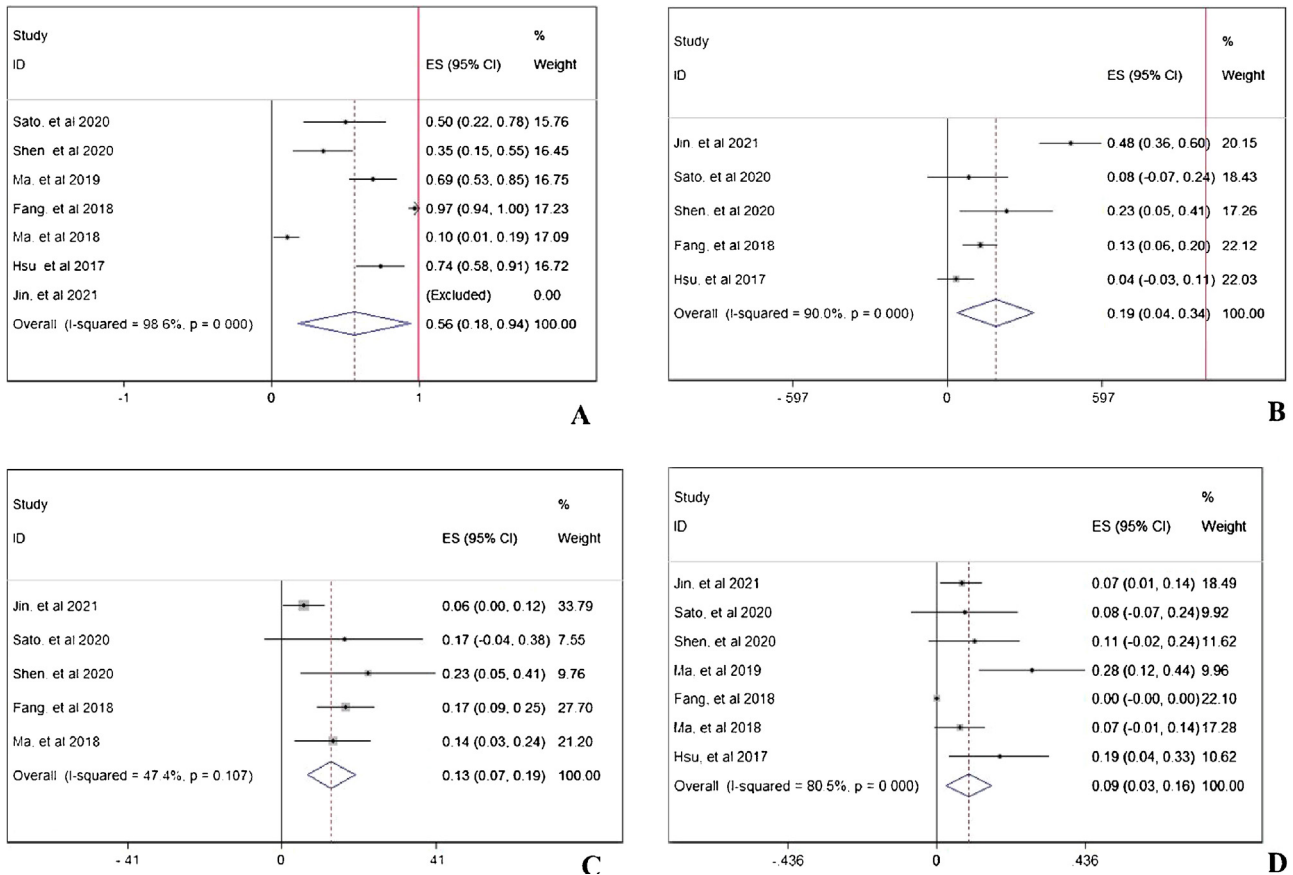 Study %
ID ES (95% CI) Weight
Sato. et al 2020 0.50 (0.22, 0.78) 15.76
Shen. et al 2020 0.35 (0.15, 0.55) 16.45
Ma. et al 2019 0.69 (0.53, 0.85) 16.75
Fang. et al 2018 0.97 (0.94, 1.00) 17.23
Ma. et al 2018 0.10 (0.01, 0.19) 17.09
Hsu et al 2017 0.74 (0.58, 0.91) 16.72
Jin. et al 2021 (Excluded) 0.00
Overall (I-squared = 98.6%, p = 0 000) 0.56 (0.18, 0.94) 100.00
-1 0 1
A
Study %
ID ES (95% CI) Weight
Jin. et al 2021 0.48 (0.36, 0.60) 20.15
Sato. et al 2020 0.08 (-0.07, 0.24) 18.43
Shen. et al 2020 0.23 (0.05, 0.41) 17.26
Fang. et al 2018 0.13 (0.06, 0.20) 22.12
Hsu et al 2017 0.04 (-0.03, 0.11) 22.03
Overall (I-squared = 90.0%, p = 0 000) 0.19 (0.04, 0.34) 100.00
- 597 0 597
B
Study %
ID ES (95% CI) Weight
Jin. et al 2021 0.06 (0.00, 0.12) 33.79
Sato. et al 2020 0.17 (-0.04, 0.38) 7.55
Shen. et al 2020 0.23 (0.05, 0.41) 9.76
Fang. et al 2018 0.17 (0.09, 0.25) 27.70
Ma. et al 2018 0.14 (0.03, 0.24) 21.20
Overall (I-squared = 47.4%, p = 0.107) 0.13 (0.07, 0.19) 100.00
- 41 0 41
C
Study %
ID ES (95% CI) Weight
Jin. et al 2021 0.07 (0.01, 0.14) 18.49
Sato. et al 2020 0.08 (-0.07, 0.24) 9.92
Shen. et al 2020 0.11 (-0.02, 0.24) 11.62
Ma. et al 2019 0.28 (0.12, 0.44) 9.96
Fang, et al 2018 0.00 (-0.00, 0.00) 22.10
Ma. et al 2018 0.07 (-0.01, 0.14) 17.28
Hsu, et al 2017 0.19 (0.04, 0.33) 10.62
Overall (I-squared = 80.5%, p = 0 000) 0.09 (0.03, 0.16) 100.00
-.436 0 .436
D